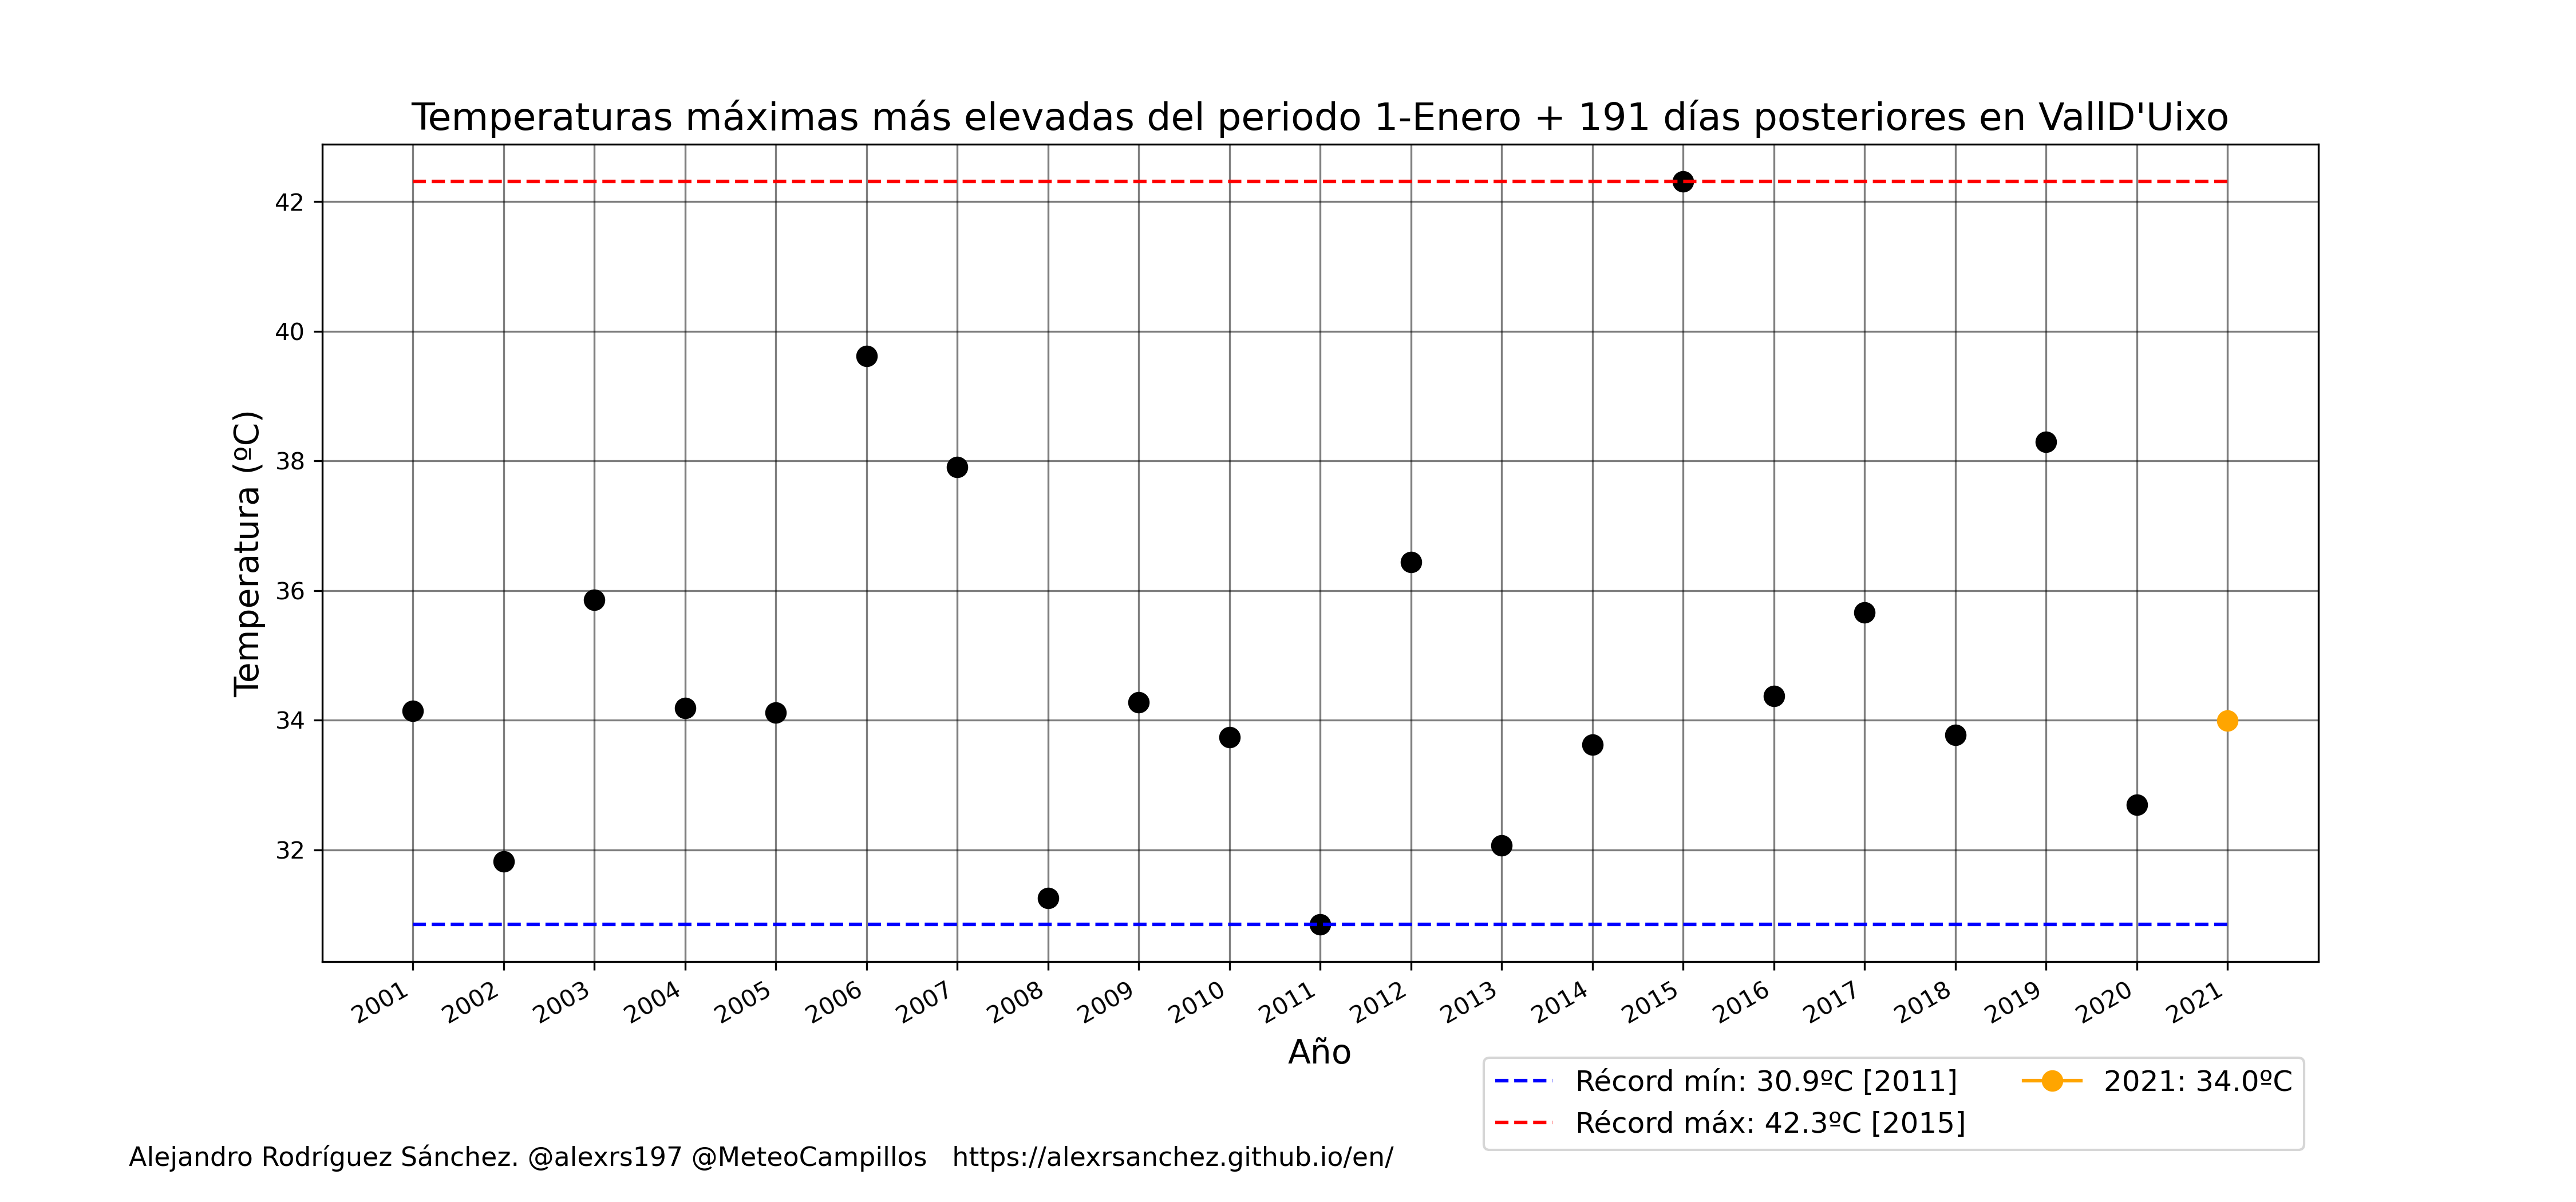 Temperaturas máximas más elevadas del periodo 1-Enero + 191 días posteriores en VallD'Uixo
Temperatura (ºC)
42
40
38
36
34
32
2001 2002 2003 2004 2005 2006 2007 2008 2009 2010 2011 2012 2013 2014 2015 2016 2017 2018 2019 2020 2021
Año
Récord mín: 30.9ºC [2011]
Récord máx: 42.3ºC [2015]
2021: 34.0ºC
Alejandro Rodríguez Sánchez. @alexrs197 @MeteoCampillos https://alexrsanchez.github.io/en/